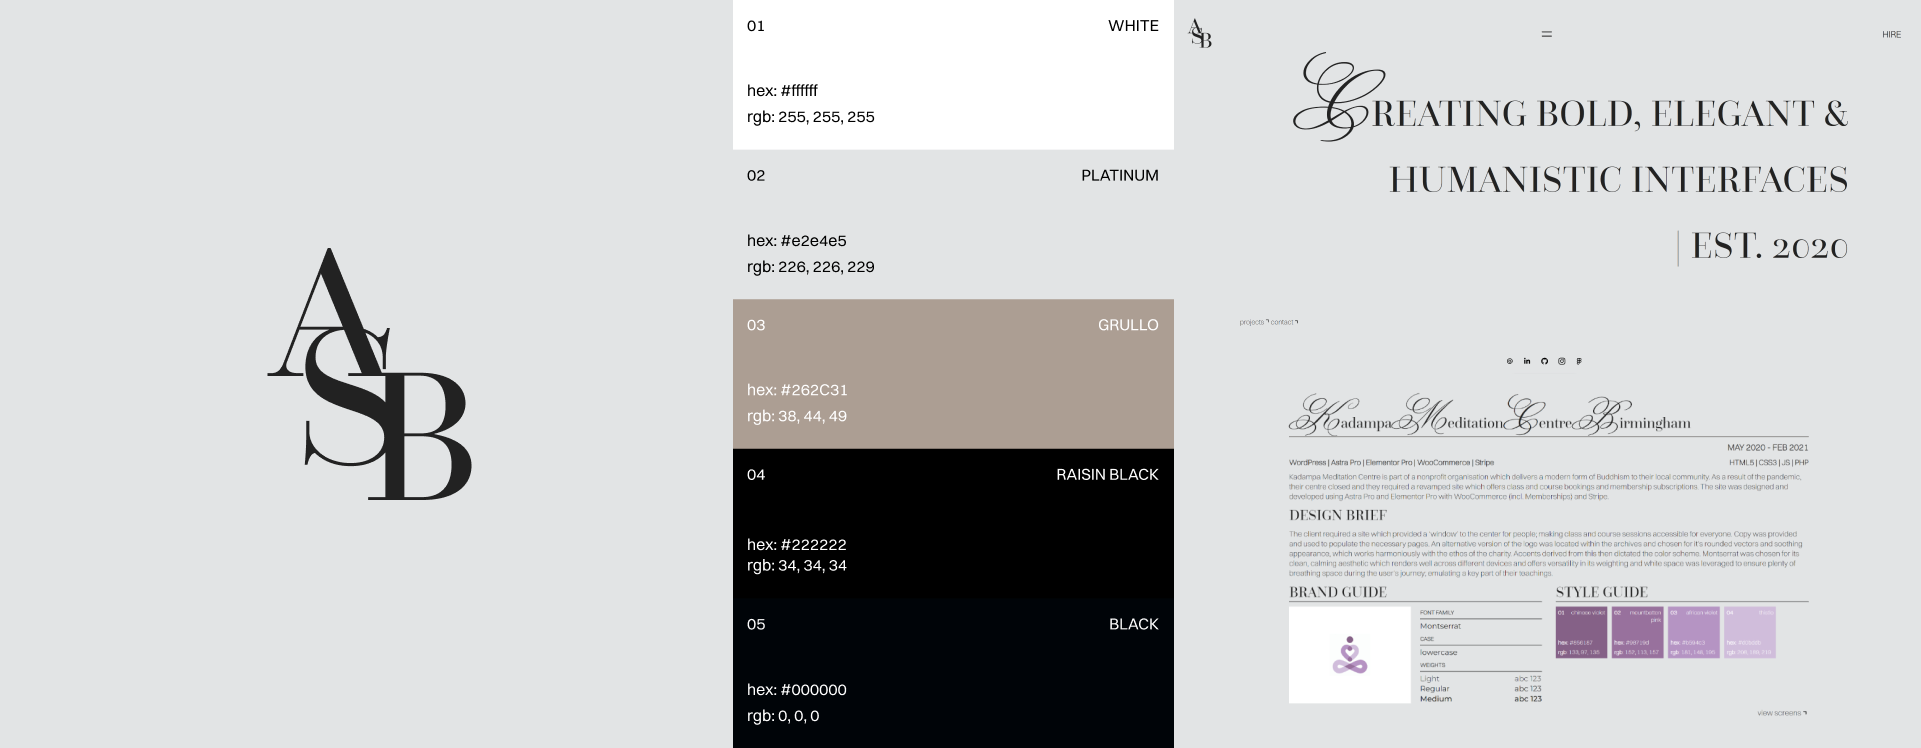 ASB
01 WHITE
hex: #ffffff
rgb: 255, 255, 255
02 PLATINUM
hex: #e2e4e5
rgb: 226, 226, 229
03 GRULLO
hex: #262C31
rgb: 38, 44, 49
04 RAISIN BLACK
hex: #222222
rgb: 34, 34, 34
05 BLACK
hex: #000000
rgb: 0, 0, 0
ASB HIRE
CREATING BOLD, ELEGANT &
HUMANISTIC INTERFACES
| EST. 2020
projects contact
in
Kadampa Meditation Centre Birmingham
MAY 2020 - FEB 2021
WordPress | Astra Pro | Elementor Pro | WooCommerce | Stripe HTML5 | CSS3 | JS | PHP
Kadampa Meditation Centre is part of a nonprofit organisation which delivers a modern form of Buddhism to their local community. As a result of the pandemic,
their centre closed and they required a revamped site which offers class and course bookings and membership subscriptions. The site was designed and
developed using Astra Pro and Elementor Pro with WooCommerce (incl. Memberships) and Stripe.
DESIGN BRIEF
The client required a site which provided a 'window' to the center for people; making class and course sessions accessible for everyone. Copy was provided
and used to populate the necessary pages. An alternative version of the logo was located within the archives and chosen for it's rounded vectors and soothing
appearance, which works harmoniously with the ethos of the charity. Accents derived from this then dictated the color scheme. Montserrat was chosen for its
clean, calming aesthetic which renders well across different devices and offers versatility in its weighting and white space was leveraged to ensure plenty of
breathing space during the user's journey; emulating a key part of their teachings.
BRAND GUIDE STYLE GUIDE
FONT FAMILY
Montserrat
CASE
lowercase
WEIGHTS
Light abc 123
Regular abc 123
Medium abc 123
01 chinese violet
02 mountbatten
pink
03 african violet
04 thistle
hex:
rgb:
view screens